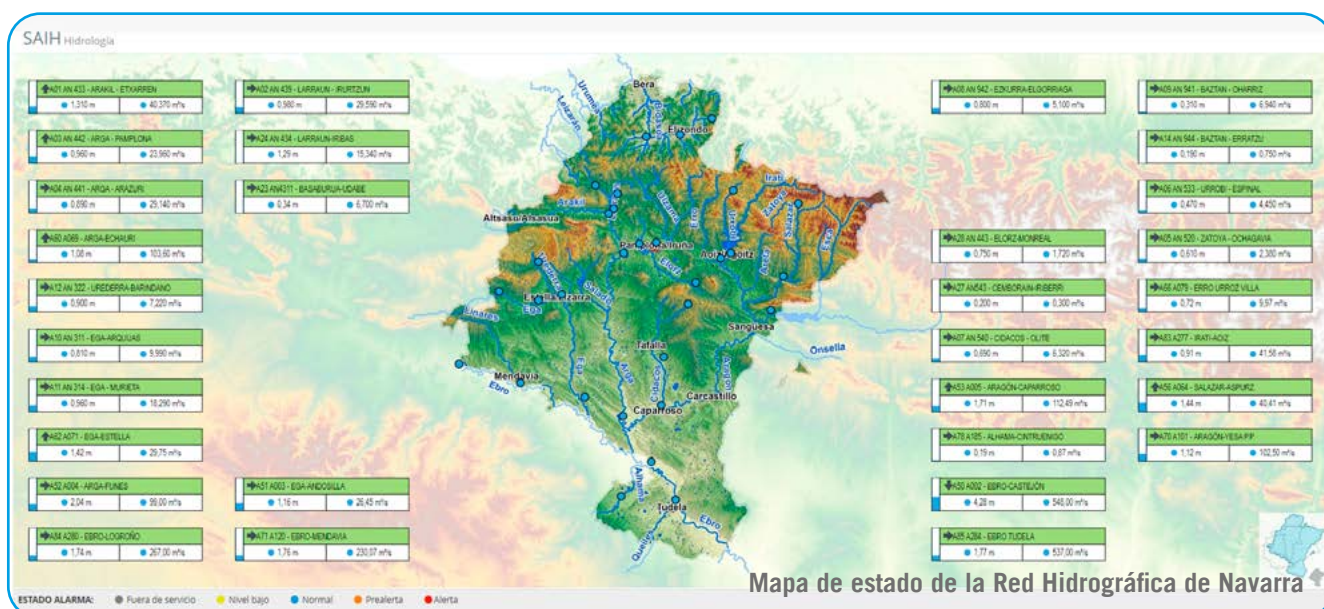 SAIH Hidrología
A01 AN 433 - ARAKIL - ETXARREN
1,310 m 40,370 m³/s
A02 AN 439 - LARRAUN - IRURTZUN
0,980 m 29,590 m³/s
A03 AN 442 - ARGA - PAMPLONA
0,960 m 23,960 m³/s
A24 AN 434 - LARRAUN-IRIBAS
1,29 m 15,340 m³/s
A04 AN 441 - ARGA - ARAZURI
0,890 m 29,140 m³/s
A23 AN4311 - BASABURUA-UDABE
0,34 m 6,700 m³/s
A60 A069 - ARGA-ECHAURI
1,08 m 103,60 m³/s
A12 AN 322 - UREDERRA-BARINDANO
0,900 m 7,220 m³/s
A10 AN 311 - EGA-ARQUIJAS
0,810 m 9,990 m³/s
A11 AN 314 - EGA - MURIETA
0,960 m 18,290 m³/s
A62 A071 - EGA-ESTELLA
1,42 m 29,75 m³/s
A52 A004 - ARGA-FUNES
2,04 m 99,00 m³/s
A51 A003 - EGA-ANDOSILLA
1,16 m 26,45 m³/s
A84 A280 - EBRO-LOGROÑO
1,74 m 267,00 m³/s
A71 A120 - EBRO-MENDAVIA
1,76 m 230,07 m³/s
Bera
Urumea
Leizarán
Bidasoa
Elizondo
Irati
Zatoya
Salazar
Esca
Urrobi
Erro
Ultzama
Arakil
Altsasu/Alsasua
Pamplona/Iruna
Elorz
Aoiz/Agoitz
Areta
Urederra
Salado
Estella/Lizarra
Ega
Linares
Sangüesa
Onsella
Tafalla
Mendavia
Ebro
Ega
Arga
Cidacos
Aragón
Carcastillo
Caparroso
Alhama
Tudela
Ebro
Queiles
A08 AN 942 - EZKURRA-ELGORRIAGA
0,800 m 5,100 m³/s
A09 AN 941 - BAZTAN - OHARRIZ
0,310 m 6,940 m³/s
A14 AN 944 - BAZTAN - ERRATZU
0,190 m 0,750 m³/s
A06 AN 533 - URROBI - ESPINAL
0,470 m 4,450 m³/s
A28 AN 443 - ELORZ-MONREAL
0,750 m 1,720 m³/s
A05 AN 520 - ZATOYA - OCHAGAVIA
0,610 m 2,380 m³/s
A27 AN543 - CEMBORAIN-IRIBERRI
0,200 m 0,300 m³/s
A66 A079 - ERRO URROZ VILLA
0,72 m 9,97 m³/s
A07 AN 540 - CIDACOS - OLITE
0,690 m 6,320 m³/s
A63 A277 - IRATI-AOIZ
0,91 m 41,58 m³/s
A53 A005 - ARAGÓN-CAPARROSO
1,71 m 112,49 m³/s
A56 A064 - SALAZAR-ASPURZ
1,44 m 40,41 m³/s
A78 A185 - ALHAMA-CINTRUENIGO
0,19 m 0,87 m³/s
A70 A101 - ARAGÓN-YESA P.P.
1,12 m 102,50 m³/s
A50 A002 - EBRO-CASTEJÓN
4,28 m 548,00 m³/s
A85 A284 - EBRO TUDELA
1,77 m 537,00 m³/s
Mapa de estado de la Red Hidrográfica de Navarra
ESTADO ALARMA: Fuera de servicio Nivel bajo Normal Prealerta Alerta